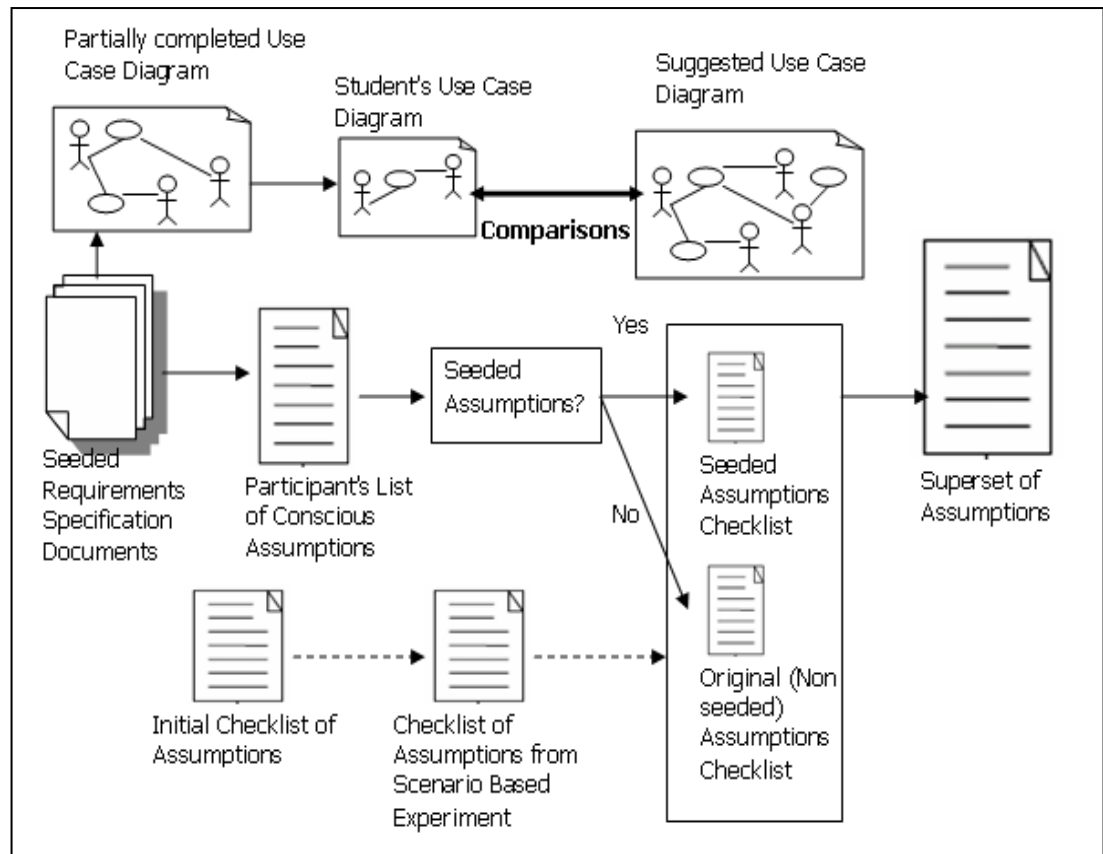 Partially completed Use
Case Diagram
Student's Use Case
Diagram
Suggested Use Case
Diagram
Comparisons
Seeded
Requirements
Specification
Documents
Participant's List
of Conscious
Assumptions
Seeded
Assumptions?
Yes
No
Seeded
Assumptions
Checklist
Original (Non
seeded)
Assumptions
Checklist
Superset of
Assumptions
Initial Checklist of
Assumptions
Checklist of
Assumptions from
Scenario Based
Experiment